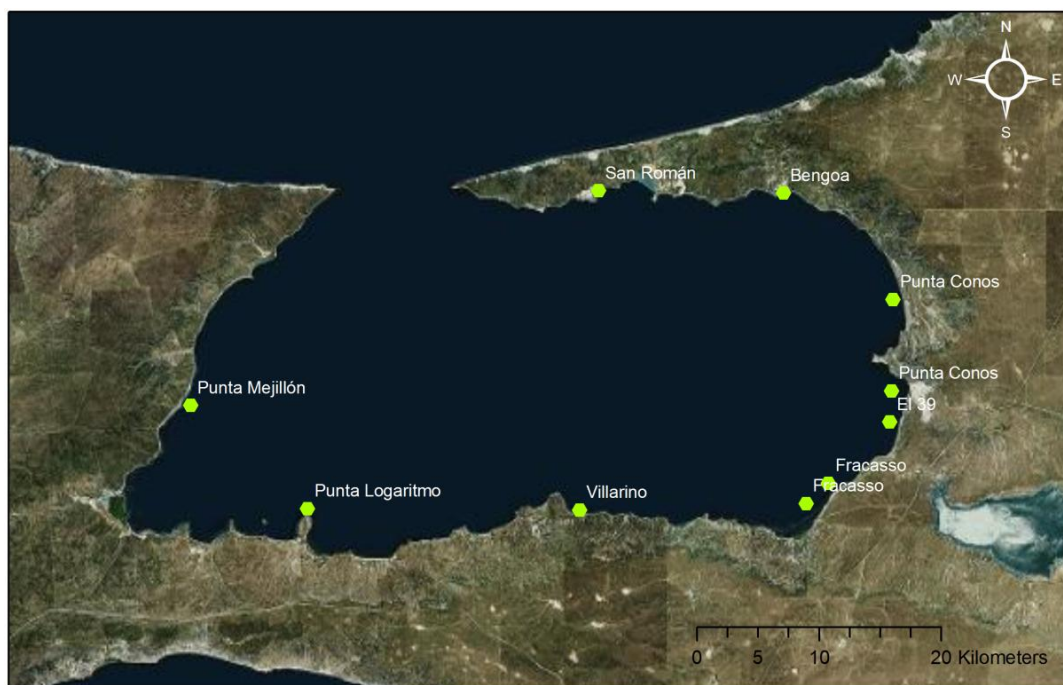 N
W E
S
San Román
Bengoa
Punta Conos
Punta Mejillón
Punta Conos
El 39
Fracasso
Punta Logaritmo
Villarino
Fracasso
0 5 10 20 Kilometers